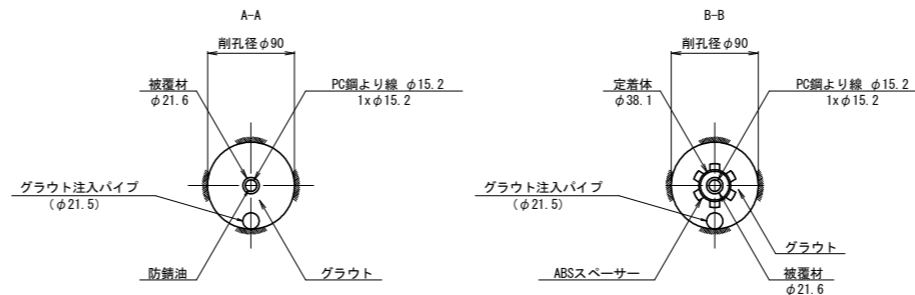 A-A
削孔径φ90
被覆材
φ21.6
PC鋼より線 φ15.2
1xφ15.2
グラウト注入パイプ
(φ21.5)
防錆油
グラウト
B-B
削孔径φ90
定着体
φ38.1
PC鋼より線 φ15.2
1xφ15.2
グラウト注入パイプ
(φ21.5)
グラウト
ABSスペーサー
被覆材
φ21.6